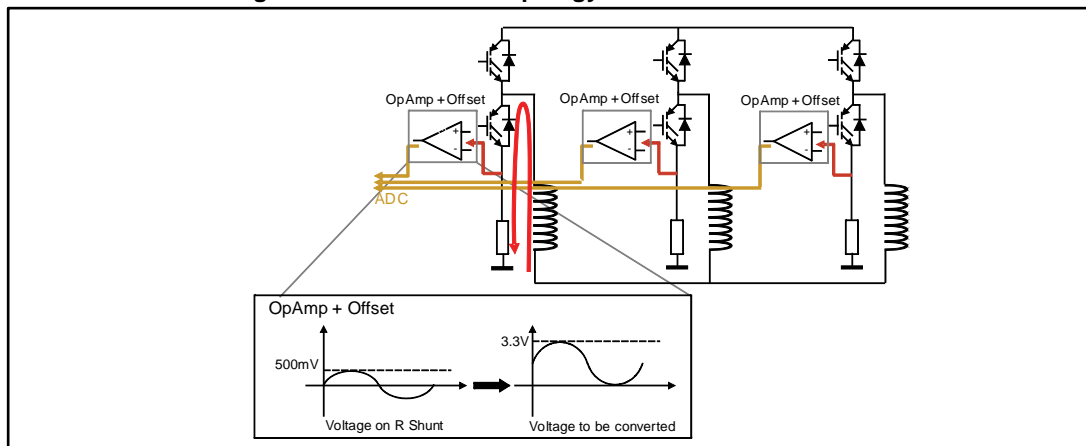 OpAmp + Offset
OpAmp + Offset
OpAmp + Offset
+
-
+
-
+
-
ADC
OpAmp + Offset
500mV
3.3V
Voltage on R Shunt
Voltage to be converted